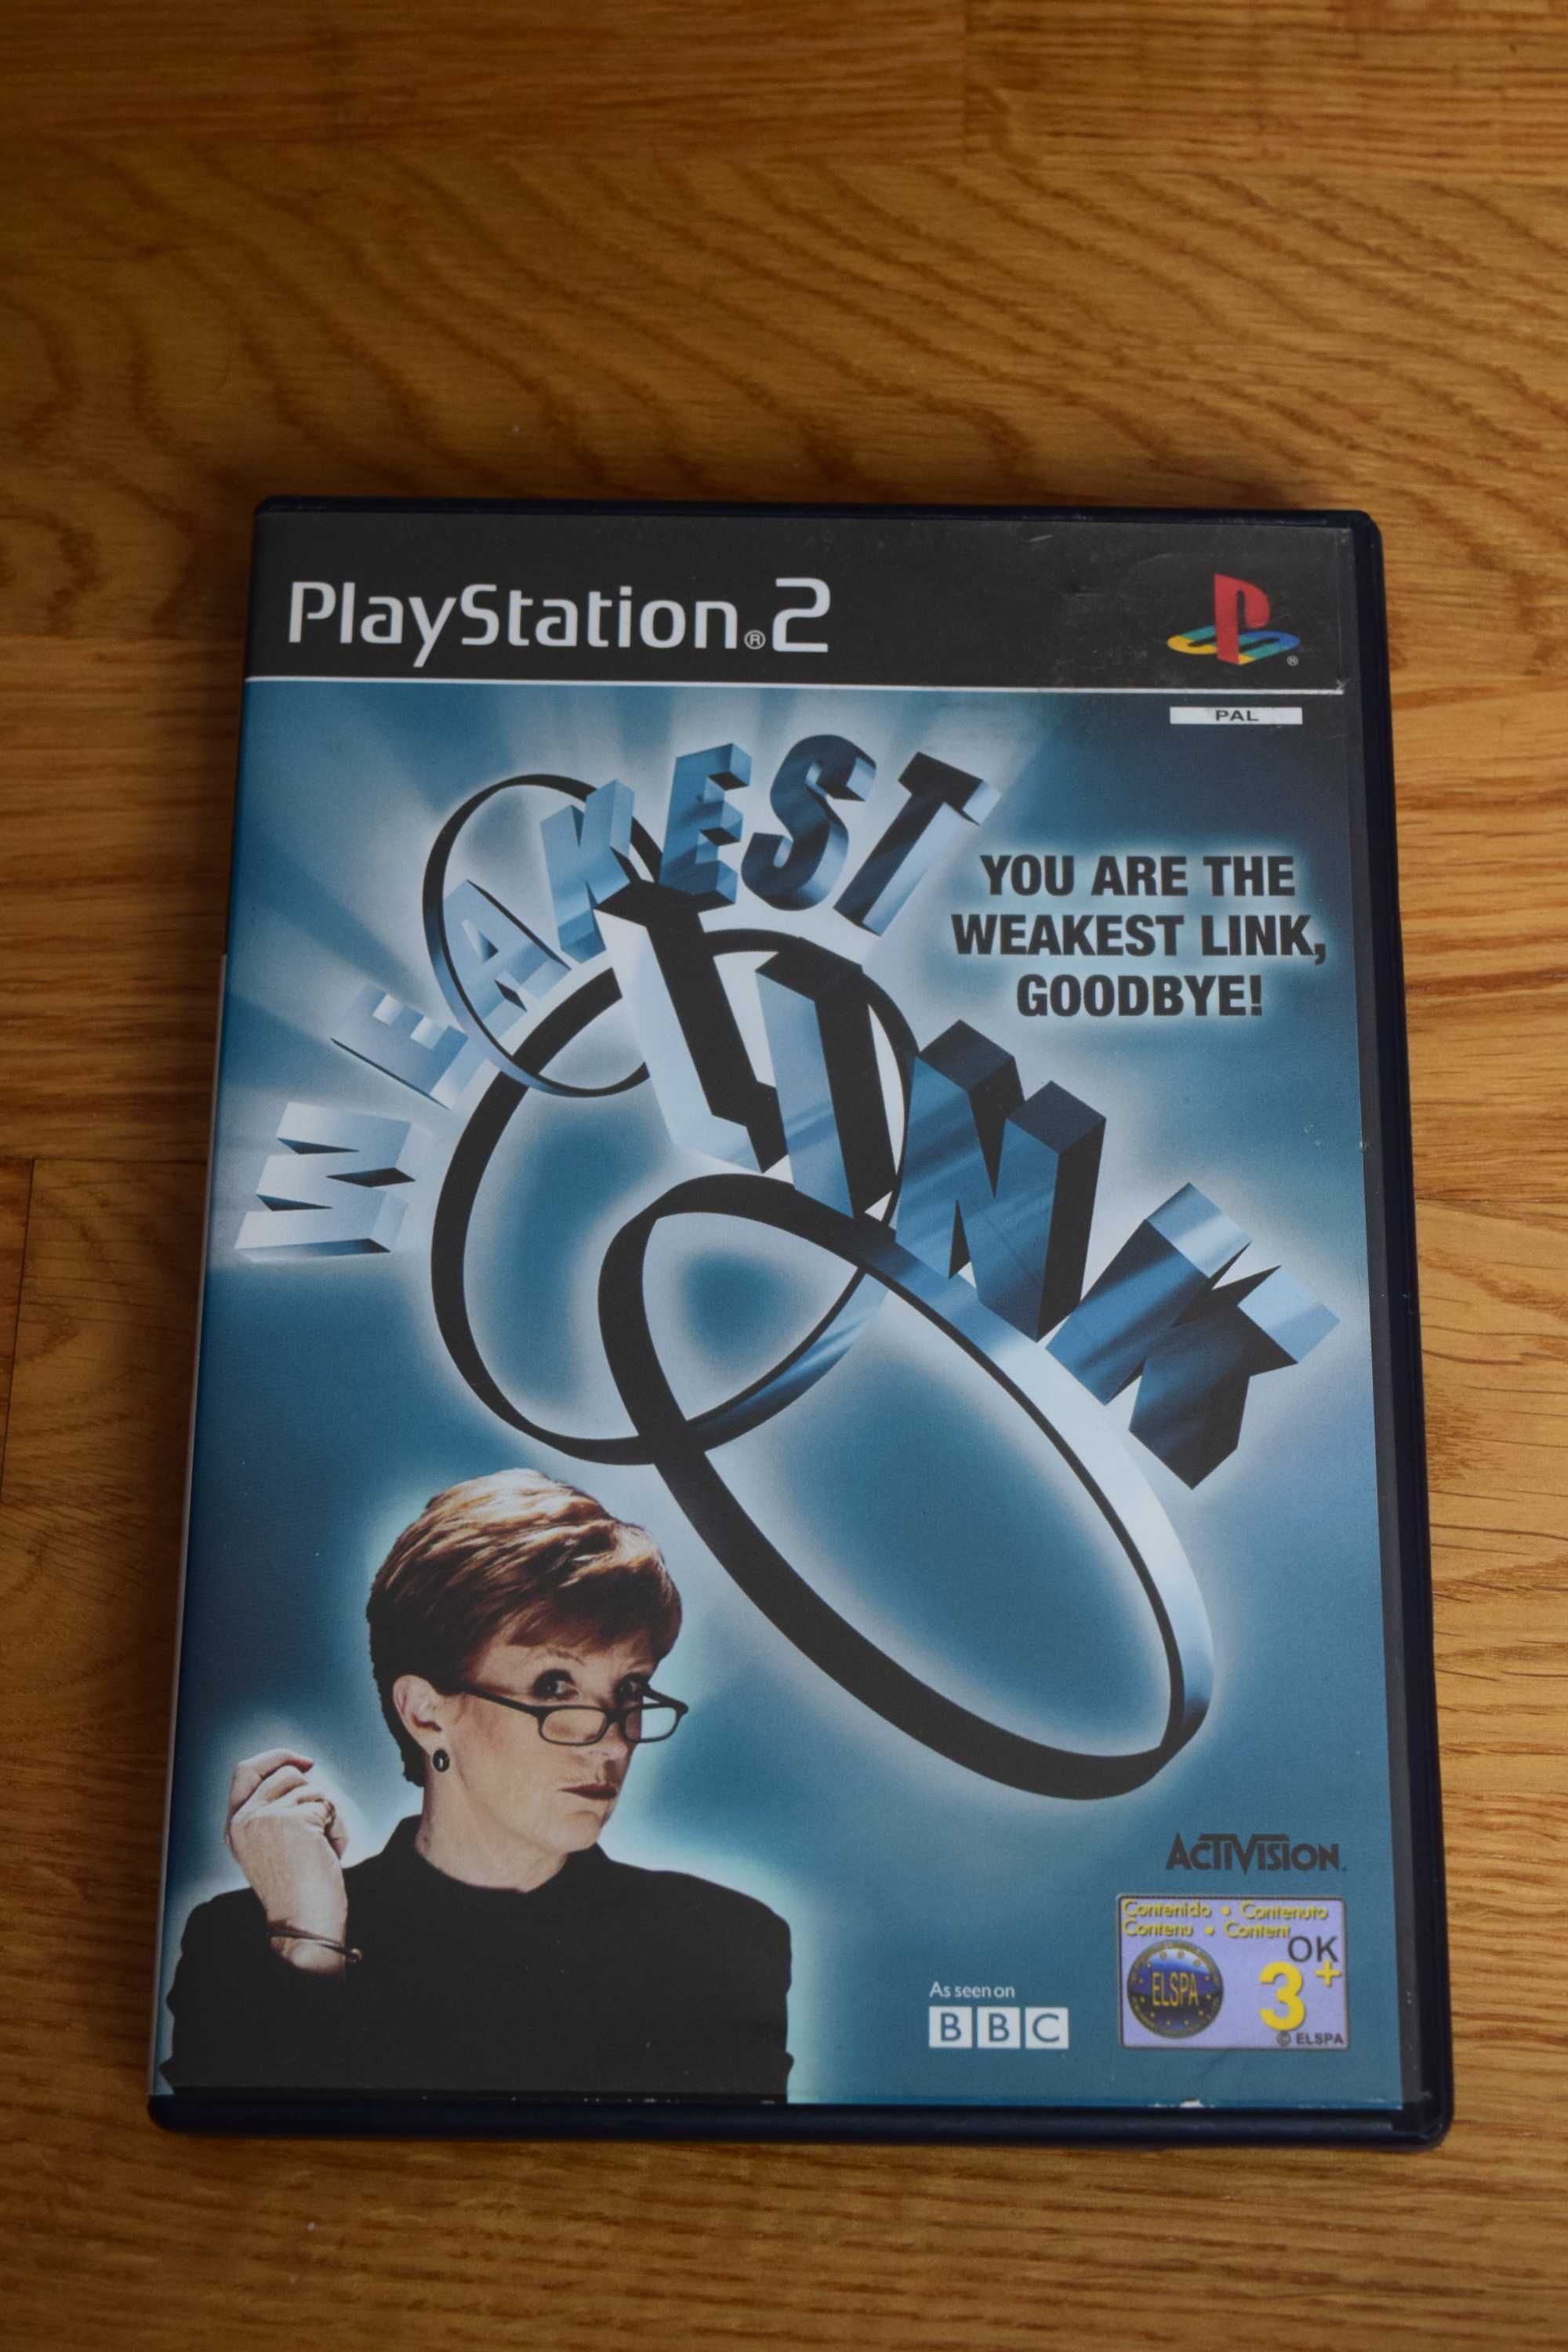 PlayStation®2
PAL
WEAKEST
LINK
YOU ARE THE
WEAKEST LINK,
GOODBYE!
ACTIVISION.
As seen on
BBC
Contenido • Contenuto
Contenu • Content
OK
3+
ELSPA
© ELSPA